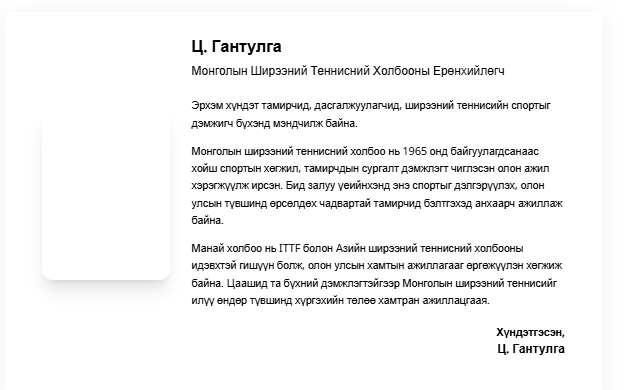 Ц. Гантулга
Монголын Ширээний Теннисний Холбооны Ерөнхийлөгч
Эрхэм хүндэт тамирчид, дасгалжуулагчид, ширээний теннисийн спортыг
дэмжигч бүхэнд мэндчилж байна.
Монголын ширээний теннисний холбоо нь 1965 онд байгуулагдсанаас
хойш спортын хөгжил, тамирчдын сургалт дэмжлэгт чиглэсэн олон ажил
хэрэгжүүлж ирсэн. Бид залуу үеийнхэнд энэ спортыг дэлгэрүүлэх, олон
улсын түвшинд өрсөлдөх чадвартай тамирчид бэлтгэхэд анхаарч ажиллаж
байна.
Манай холбоо нь ITTF болон Азийн ширээний теннисний холбооны
идэвхтэй гишүүн болж, олон улсын хамтын ажиллагааг өргөжүүлэн хөгжиж
байна. Цаашид та бүхний дэмжлэгтэйгээр Монголын ширээний теннисийг
илүү өндөр түвшинд хүргэхийн төлөө хамтран ажиллацгаая.
Хүндэтгэсэн,
Ц. Гантулга